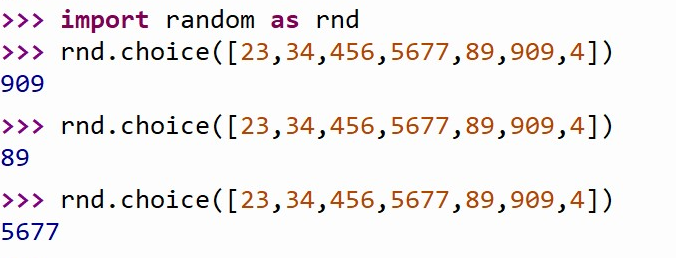 >>> import random as rnd
>>> rnd.choice([23,34,456,5677,89,909,4])
909
>>> rnd.choice([23,34,456,5677,89,909,4])
89
>>> rnd.choice([23,34,456,5677,89,909,4])
5677